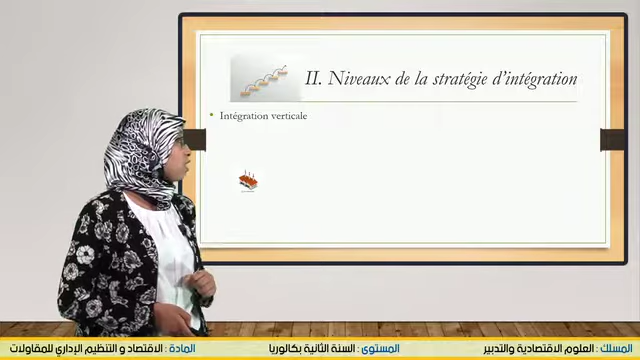 II. Niveaux de la stratégie d'intégration
• Intégration verticale
المسلك : العلوم الاقتصادية والتدبير
المستوى : السنة الثانية بكالوريا
المادة : الاقتصاد و التنظيم الإداري للمقاولات